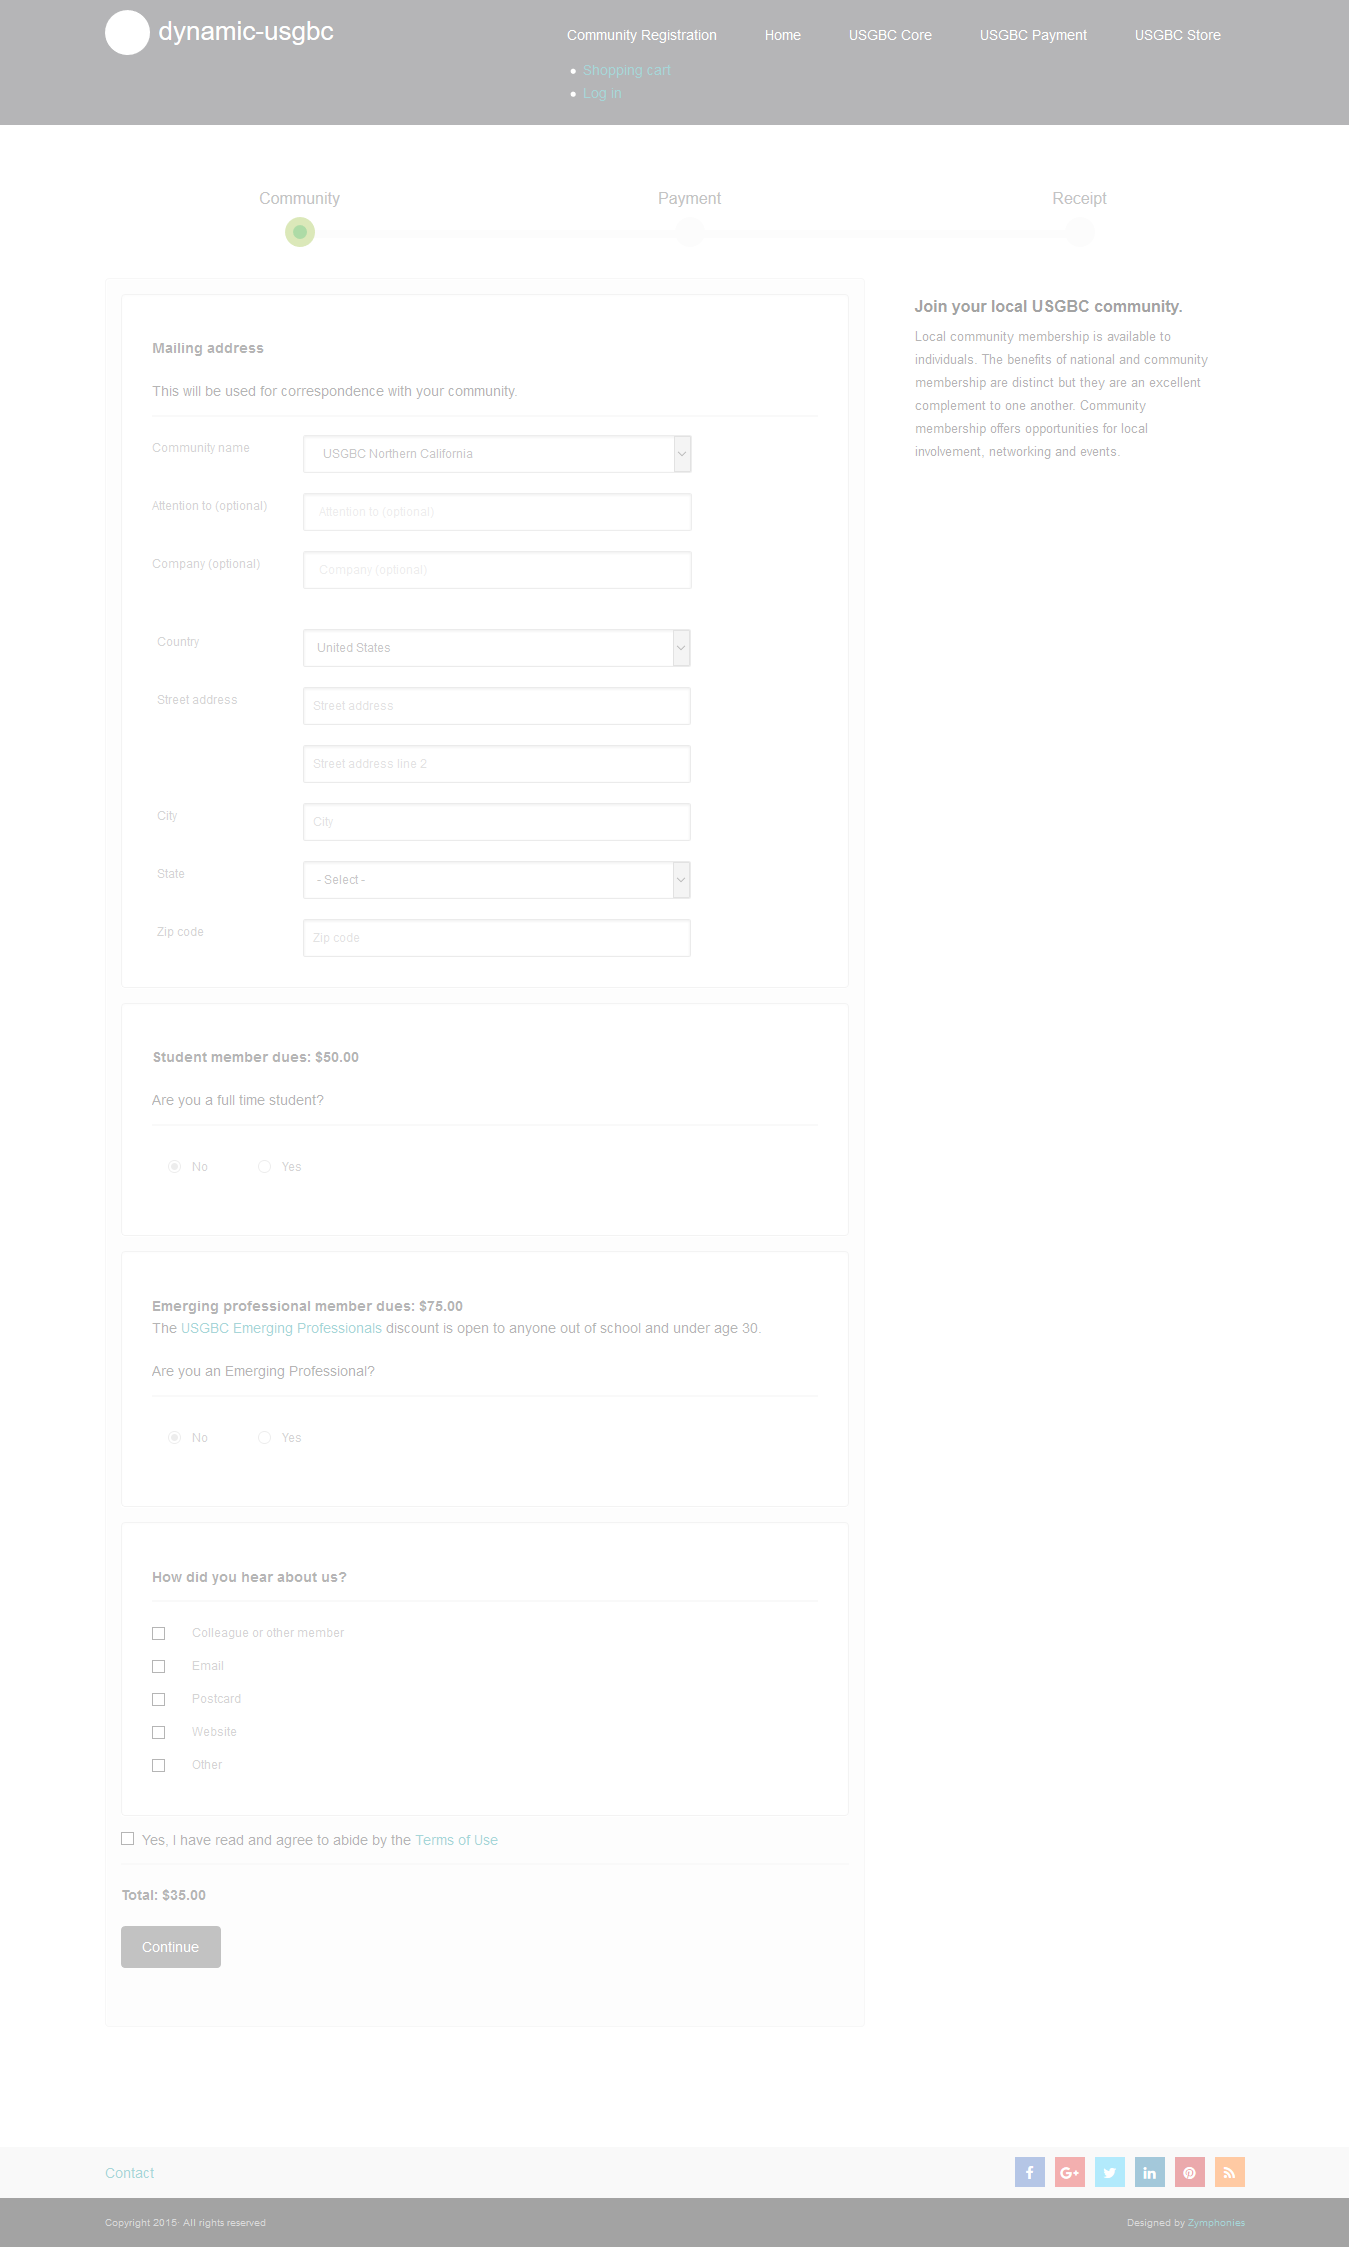 dynamic-usgbc
Community Registration Home USGBC Core USGBC Payment USGBC Store
Shopping cart
Log in
Community Payment Receipt
Mailing address
This will be used for correspondence with your community.
Community name USGBC Northern California
Attention to (optional) Attention to (optional)
Company (optional) Company (optional)
Country United States
Street address Street address
Street address line 2
City City
State - Select -
Zip code Zip code
Join your local USGBC community.
Local community membership is available to
individuals. The benefits of national and community
membership are distinct but they are an excellent
complement to one another. Community
membership offers opportunities for local
involvement, networking and events.
Student member dues: $50.00
Are you a full time student?
No Yes
Emerging professional member dues: $75.00
The USGBC Emerging Professionals discount is open to anyone out of school and under age 30.
Are you an Emerging Professional?
No Yes
How did you hear about us?
Colleague or other member
Email
Postcard
Website
Other
Yes, I have read and agree to abide by the Terms of Use
Total: $35.00
Continue
Contact
Copyright 2015· All rights reserved
Designed by Zymphonies